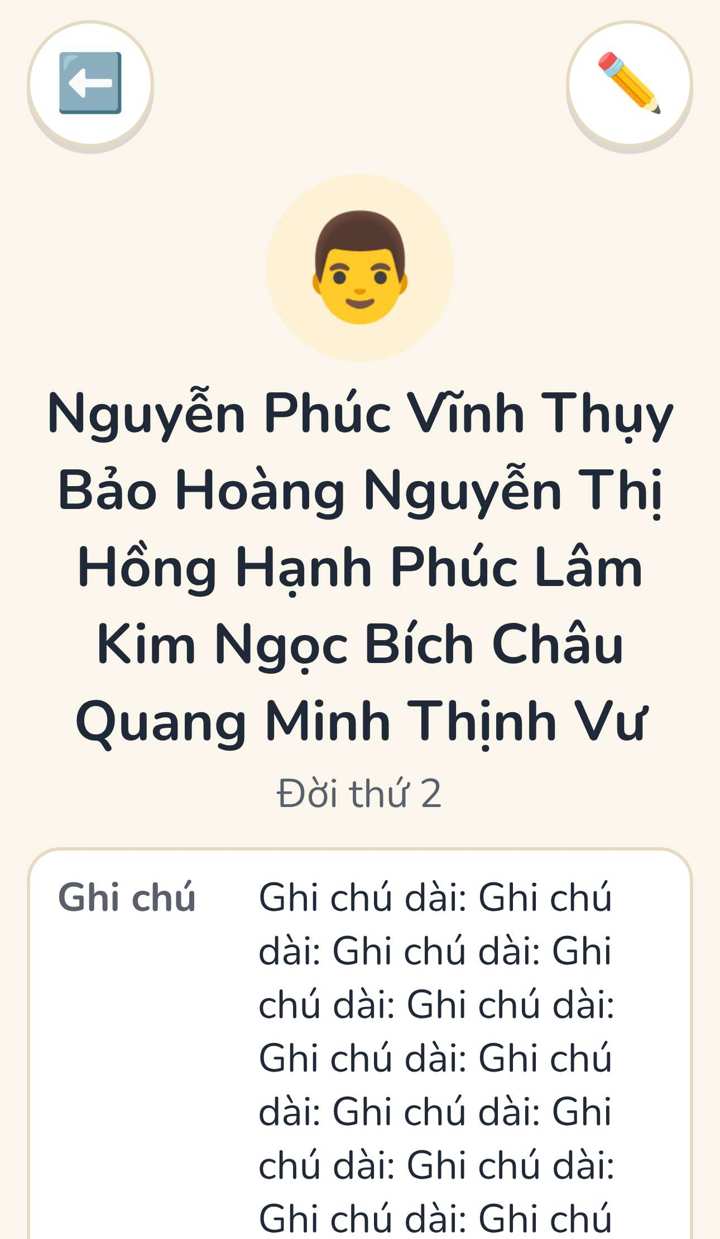 Nguyễn Phúc Vĩnh Thụy
Bảo Hoàng Nguyễn Thị
Hồng Hạnh Phúc Lâm
Kim Ngọc Bích Châu
Quang Minh Thịnh Vư
Đời thứ 2
Ghi chú
Ghi chú dài: Ghi chú
dài: Ghi chú dài: Ghi
chú dài: Ghi chú dài:
Ghi chú dài: Ghi chú
dài: Ghi chú dài: Ghi
chú dài: Ghi chú dài:
Ghi chú dài: Ghi chú